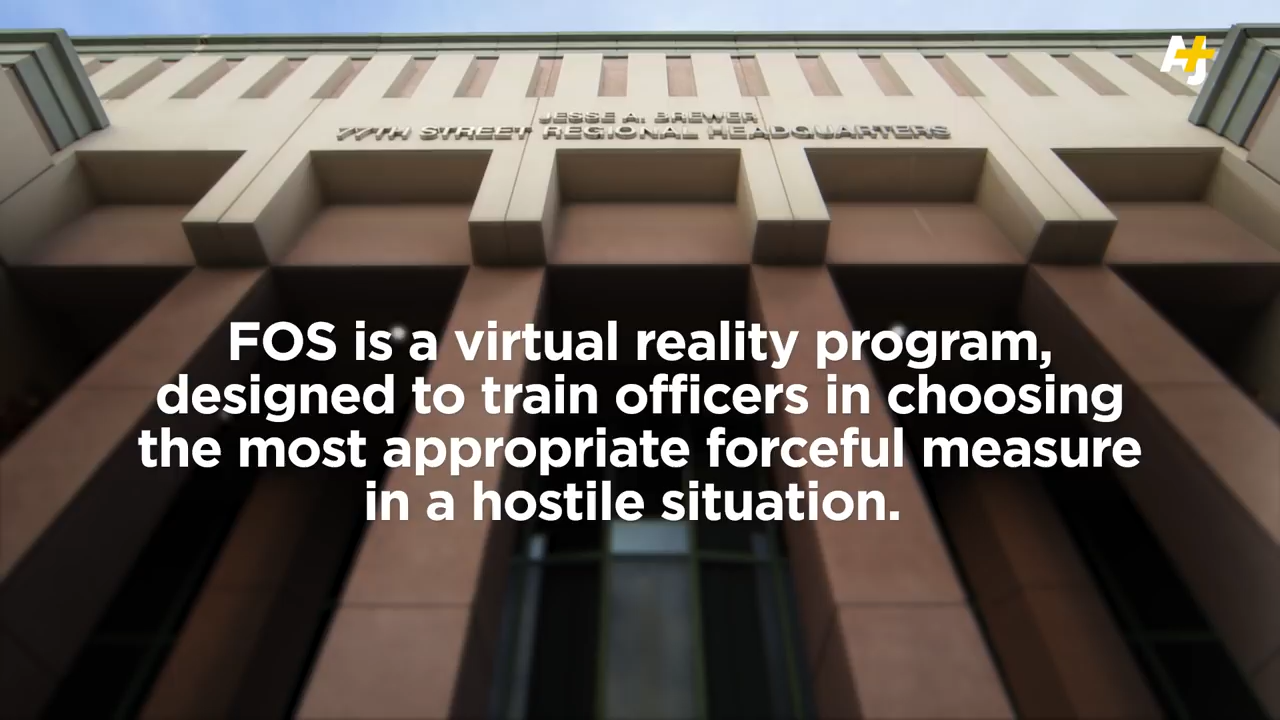 AJ+
JESSE A. BREWER
77TH STREET REGIONAL HEADQUARTERS
FOS is a virtual reality program,
designed to train officers in choosing
the most appropriate forceful measure
in a hostile situation.